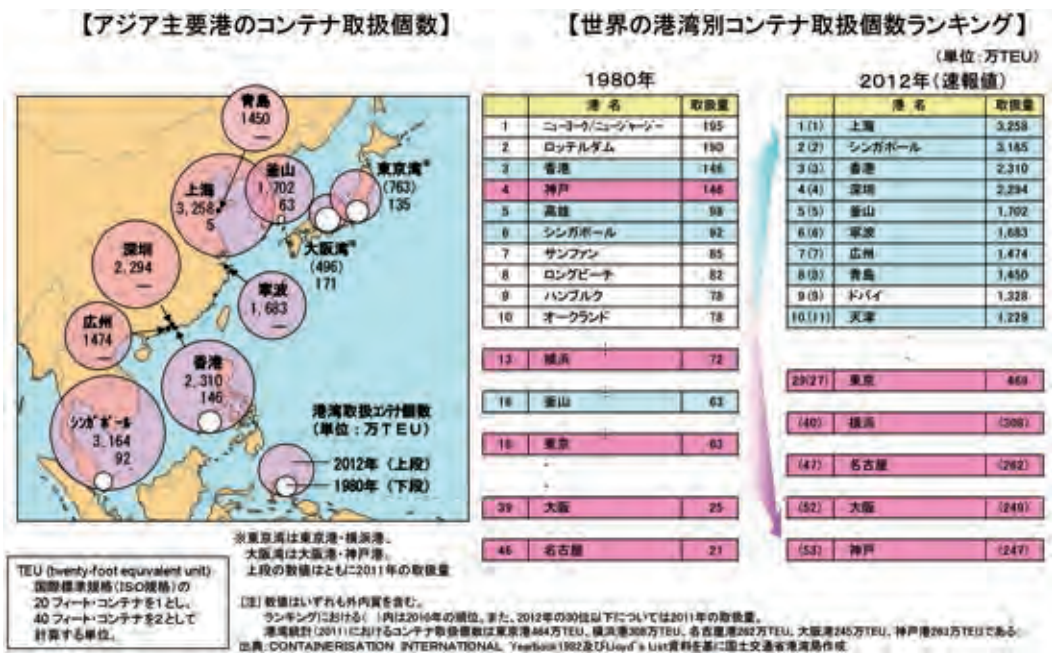 【アジア主要港のコンテナ取扱個数】
【世界の港湾別コンテナ取扱個数ランキング】
(単位:万TEU)
青島
1450
―
釜山
1,702
63
東京湾※
(763)
135
上海
3,258
5
大阪湾※
(496)
171
深圳
2,294
―
寧波
1,683
―
広州
1474
―
香港
2,310
146
シンガポール
3,164
92
港湾取扱コンテナ個数
(単位:万TEU)
2012年(上段)
1980年(下段)
※東京湾は東京港・横浜港、
大阪湾は大阪港・神戸港、
上段の数値はともに2011年の取扱量
TEU (twenty-foot equivalent unit)
国際標準規格(ISO規格)の
20フィート・コンテナを1とし、
40フィート・コンテナを2として
計算する単位。
1980年
港 名 取扱量
1 ニューヨーク/ニュージャージー 195
2 ロッテルダム 190
3 香港 146
4 神戸 146
5 高雄 98
6 シンガポール 92
7 サンファン 85
8 ロングビーチ 82
9 ハンブルク 78
10 オークランド 78
13 横浜 72
16 釜山 63
東京 63
39 大阪 25
46 名古屋 21
2012年(速報値)
港 名 取扱量
1(1) 上海 3,258
2(2) シンガポール
3(3) 香港 2,310
4(4) 深圳 2,294
5(5) 釜山 1,702
6(6) 寧波 1,683
7(7) 広州 1,474
8(8) 青島 1,450
9(9) ドバイ 1,328
10(11) 天津 1,229
29(27) 東京
(40) 横浜
(47) 名古屋 (262)
(52) 大阪
(53) 神戸 (247)
[注] 数値はいずれも外内貿を含む。
ランキングにおける( )内は2010年の順位。また、2012年の30位以下については2011年の取扱量。
港湾統計(2011)におけるコンテナ取扱個数は東京港464万TEU、横浜港308万TEU、名古屋港262万TEU、大阪港245万TEU、神戸港
出典:CONTAINERISATION INTERNATIONAL Yearbook1982及びLloyd's List資料を基に国土交通省港湾局作成